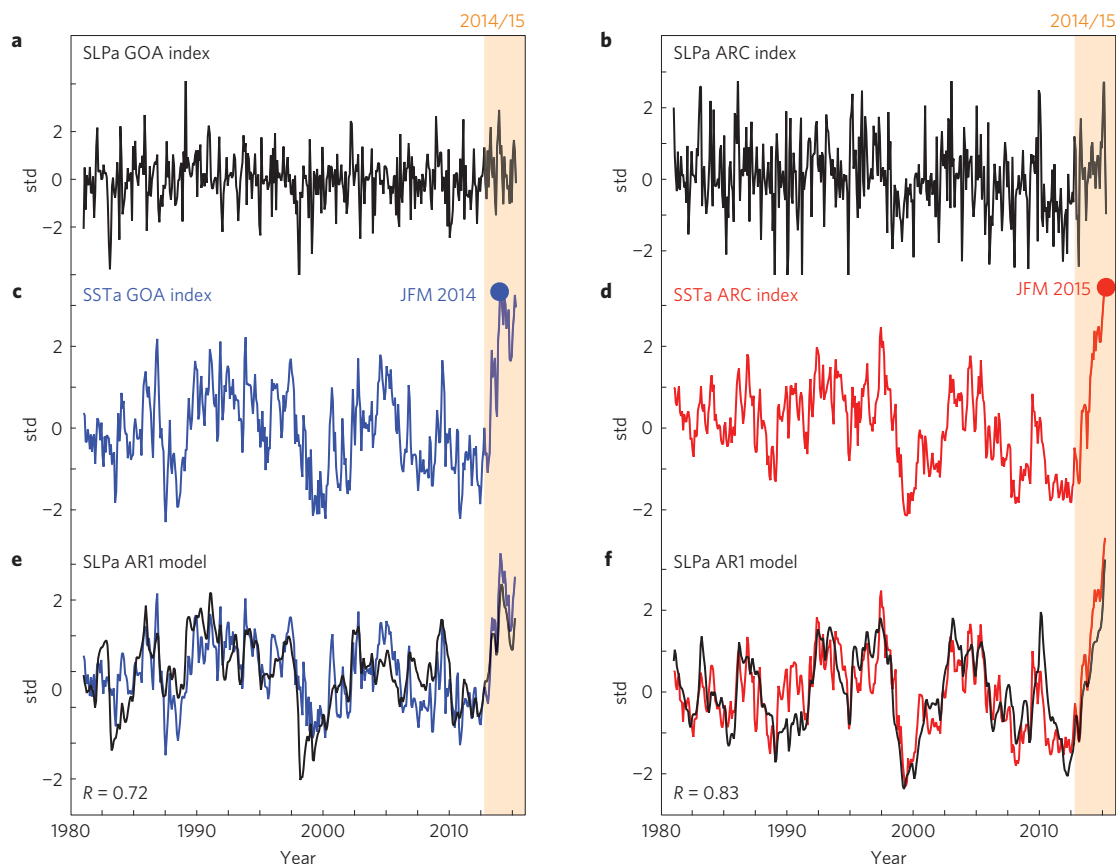 2014/15
a
SLPa GOA index
2
0
−2
std
c
SSTa GOA index
JFM 2014
2
0
−2
std
e
SLPa AR1 model
2
0
−2
std
R = 0.72
1980
1990
2000
2010
Year
2014/15
b
SLPa ARC index
2
0
−2
std
d
SSTa ARC index
JFM 2015
2
0
−2
std
f
SLPa AR1 model
2
0
−2
std
R = 0.83
1980
1990
2000
2010
Year